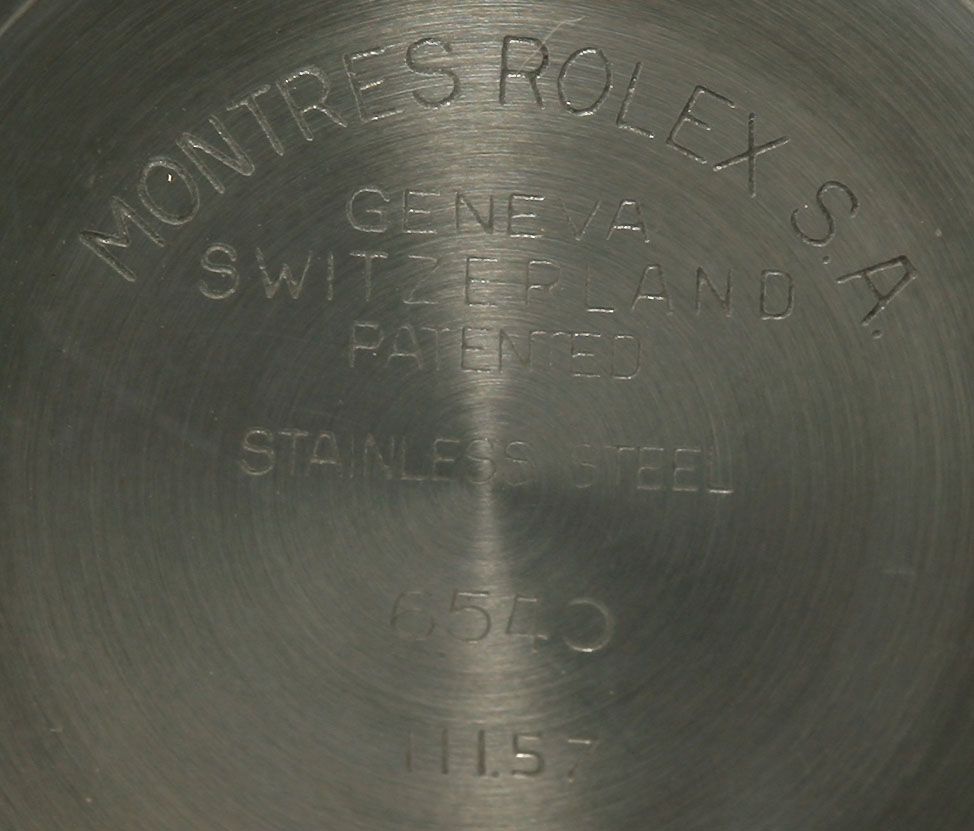 MONTRES ROLEX S.A.
GENEVA
SWITZERLAND
PATENTED
STAINLESS STEEL
6540
III.57